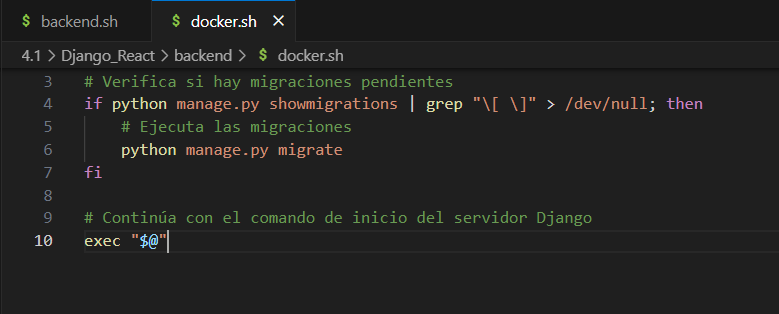 $ backend.sh $ docker.sh ✕
4.1 > Django_React > backend > $ docker.sh
3 # Verifica si hay migraciones pendientes
4 if python manage.py showmigrations | grep "\[ \]" > /dev/null; then
5 # Ejecuta las migraciones
6 python manage.py migrate
7 fi
8
9 # Continúa con el comando de inicio del servidor Django
10 exec "$@"